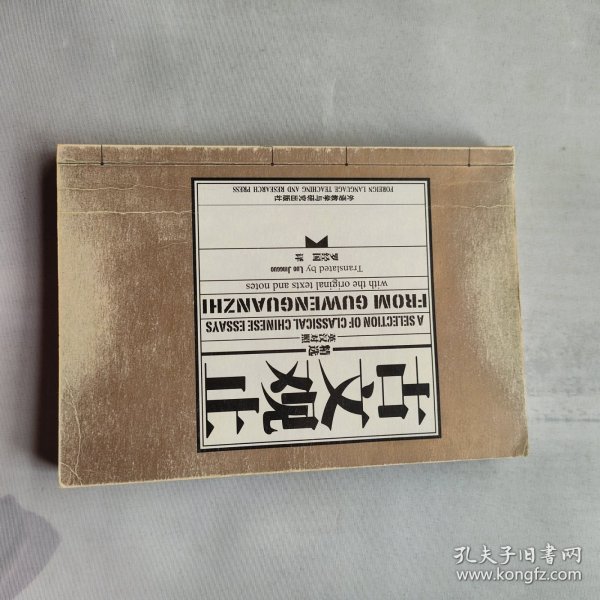 古文观止
精选
英汉对照
A SELECTION OF CLASSICAL CHINESE ESSAYS
FROM GUWENGUANZHI
with the original texts and notes
Translated by LUO JINGUO
罗经国 译
外语教学与研究出版社
FOREIGN LANGUAGE TEACHING AND RESEARCH PRESS
孔夫子旧书网
www.kongfz.com